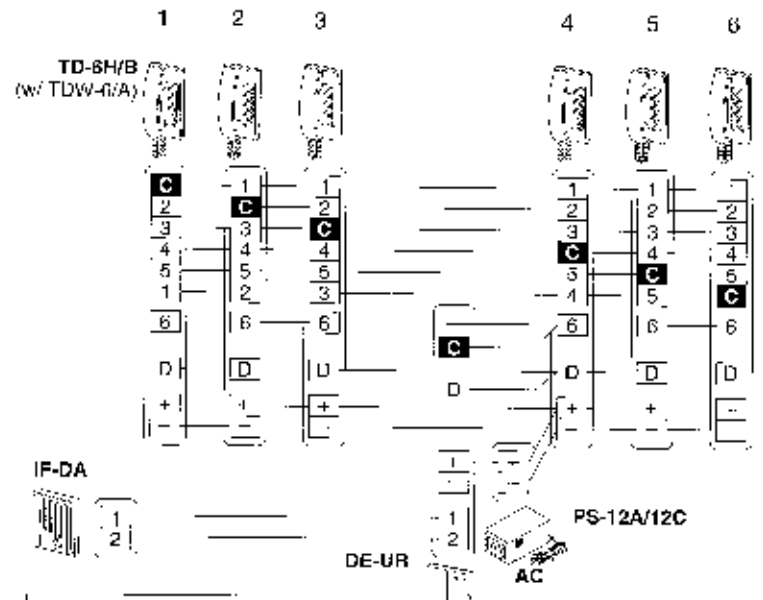 1 2 3 4 5 6
TD-6H/B
(w/ TDW-6/A)
C 1 1 1 1
2 C 2 2 2 2
3 3 C 3 3 3
4 4 4 C 4 4
5 5 5 5 C 5
1 2 3 4 5 C
6 6 6 6 6 6
C
D D D D D D
D
+ + + + +
IF-DA
1
2
1
2
PS-12A/12C
DE-UR
AC